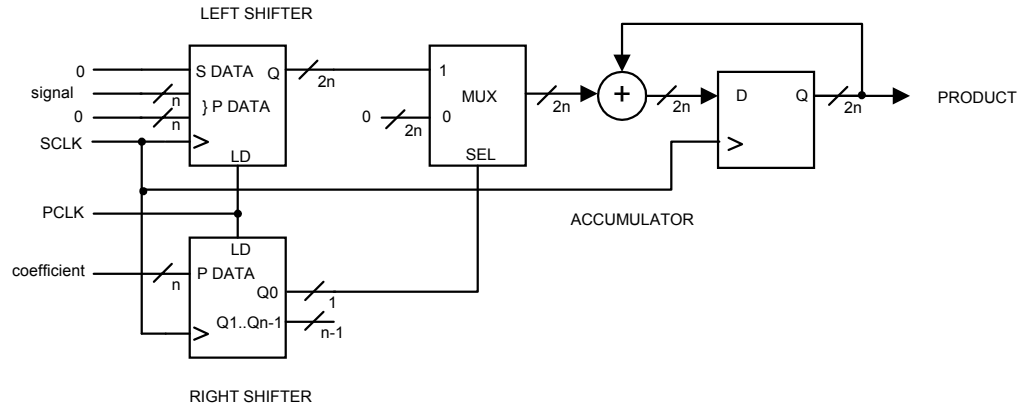 LEFT SHIFTER
0
S DATA
Q
2n
signal
n
} P DATA
0
n
SCLK
LD
1
MUX
0
2n
0
SEL
2n
+
2n
D
Q
2n
PRODUCT
PCLK
ACCUMULATOR
LD
coefficient
n
P DATA
Q0
1
Q1..Qn-1
n-1
RIGHT SHIFTER